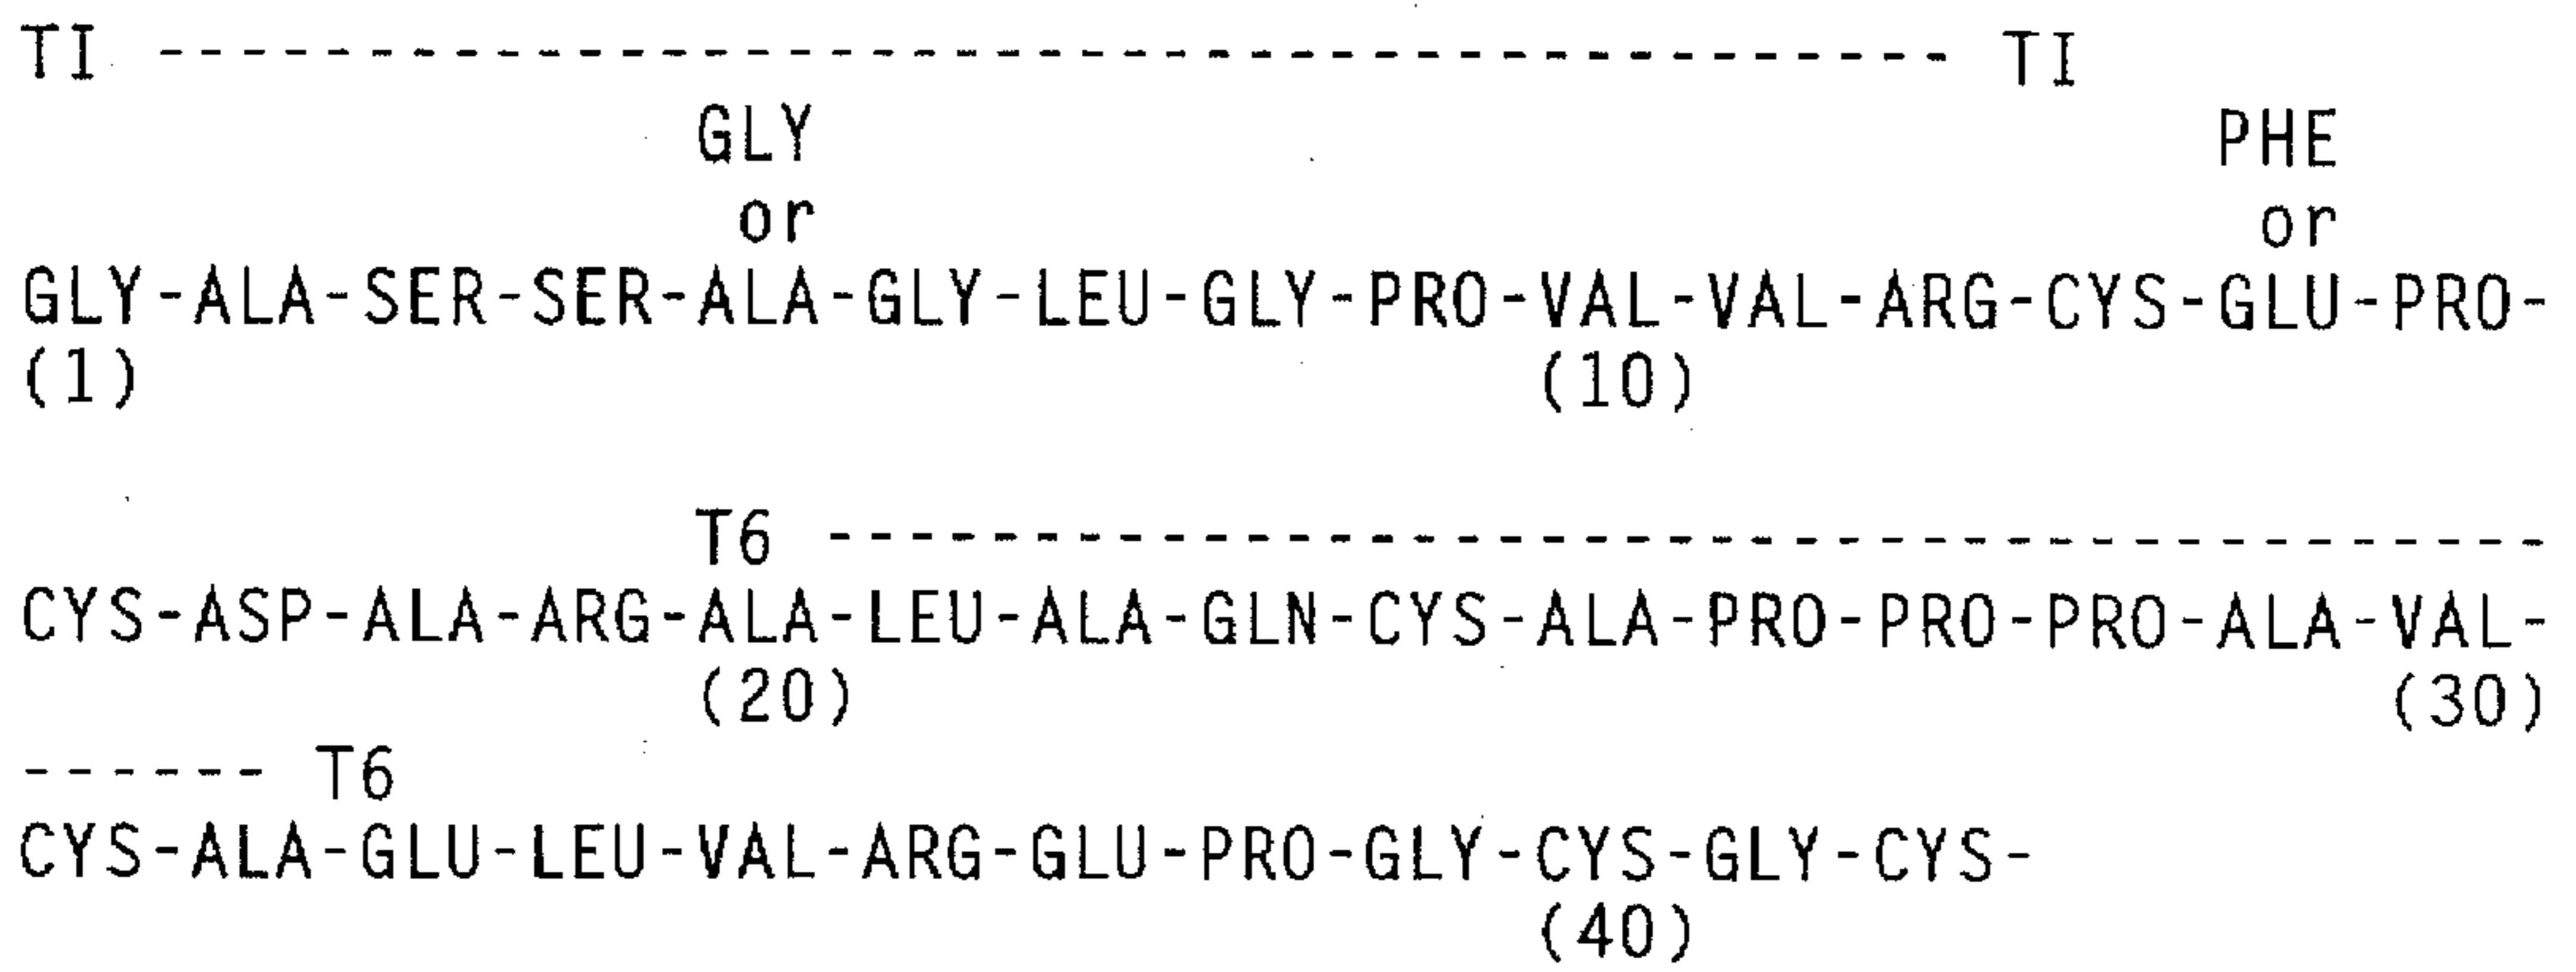 TI ------------------------------------------- TI
GLY PHE
or or
GLY-ALA-SER-SER-ALA-GLY-LEU-GLY-PRO-VAL-VAL-ARG-CYS-GLU-PRO-
(1) (10)
T6 -----------------------------------------
CYS-ASP-ALA-ARG-ALA-LEU-ALA-GLN-CYS-ALA-PRO-PRO-PRO-ALA-VAL-
(20) (30)
------ T6
CYS-ALA-GLU-LEU-VAL-ARG-GLU-PRO-GLY-CYS-GLY-CYS-
(40)